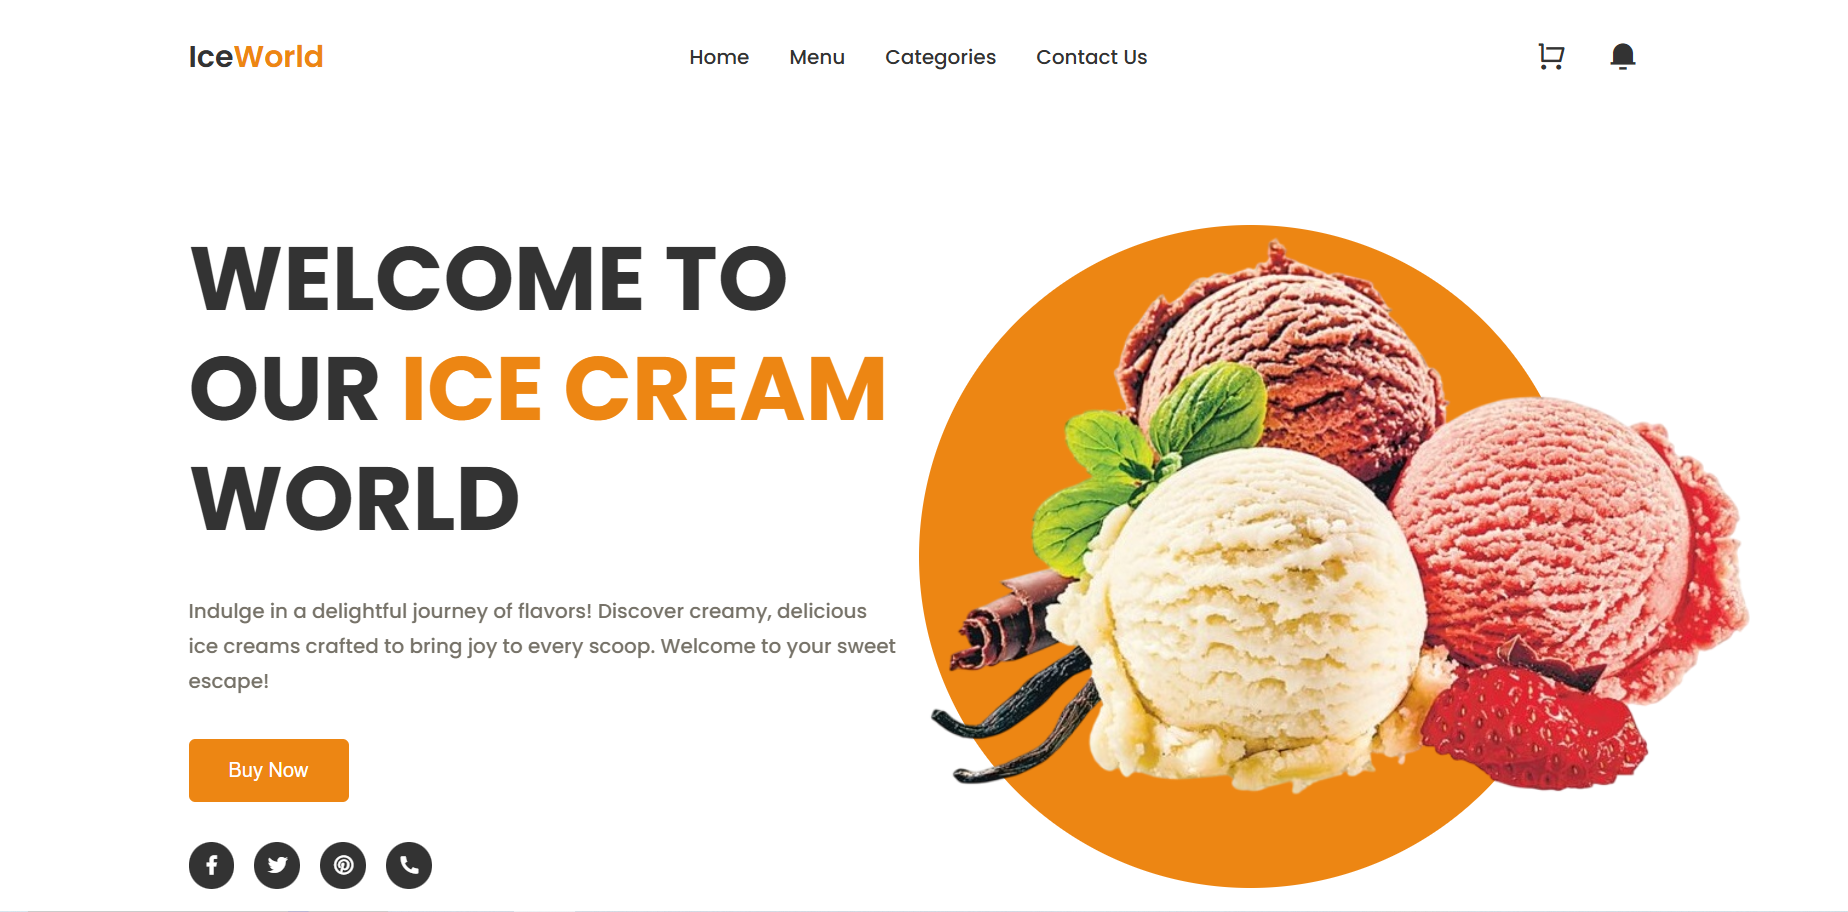 IceWorld
Home Menu Categories Contact Us
WELCOME TO
OUR ICE CREAM
WORLD
Indulge in a delightful journey of flavors! Discover creamy, delicious
ice creams crafted to bring joy to every scoop. Welcome to your sweet
escape!
Buy Now